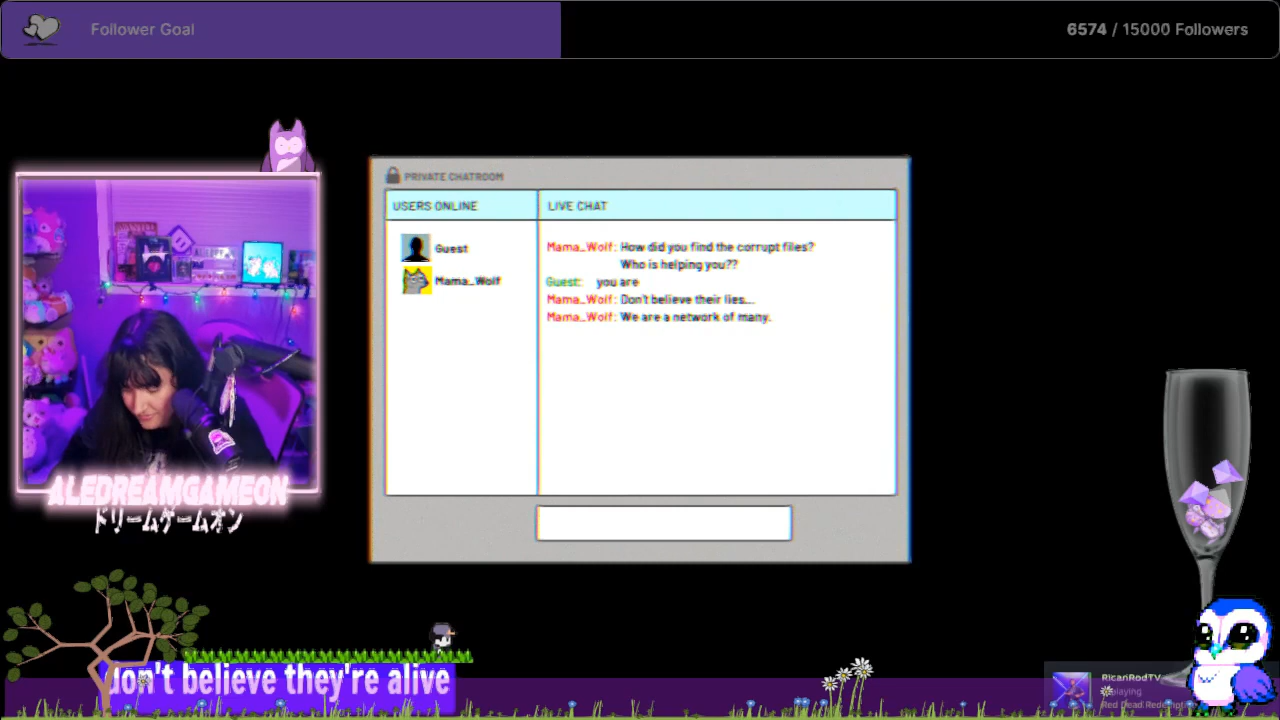 Follower Goal
6574 / 15000 Followers
PRIVATE CHATROOM
USERS ONLINE
LIVE CHAT
Guest
Mama_Wolf
Mama_Wolf: How did you find the corrupt files?
Who is helping you??
Guest: you are
Mama_Wolf: Don't believe their lies...
Mama_Wolf: We are a network of many.
ALEDREAMGAMEON
ドリームゲームオン
don't believe they're alive
RicanRodTV
Red Dead Redemption